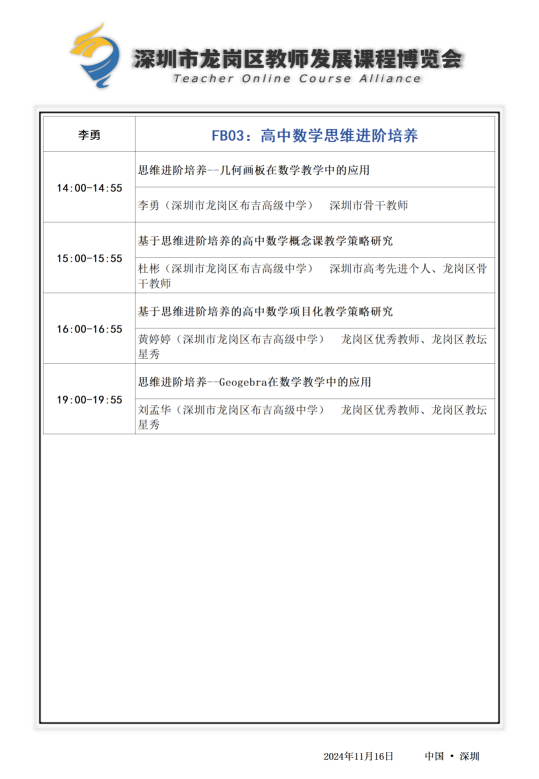 深圳市龙岗区教师发展课程博览会
Teacher Online Course Alliance
李勇
FB03：高中数学思维进阶培养
14:00-14:55
思维进阶培养--几何画板在数学教学中的应用
李勇（深圳市龙岗区布吉高级中学） 深圳市骨干教师
15:00-15:55
基于思维进阶培养的高中数学概念课教学策略研究
杜彬（深圳市龙岗区布吉高级中学） 深圳市高考先进个人、龙岗区骨
干教师
16:00-16:55
基于思维进阶培养的高中数学项目化教学策略研究
黄婷婷（深圳市龙岗区布吉高级中学） 龙岗区优秀教师、龙岗区教坛
星秀
19:00-19:55
思维进阶培养--Geogebra在数学教学中的应用
刘孟华（深圳市龙岗区布吉高级中学） 龙岗区优秀教师、龙岗区教坛
星秀
2024年11月16日 中国 • 深圳